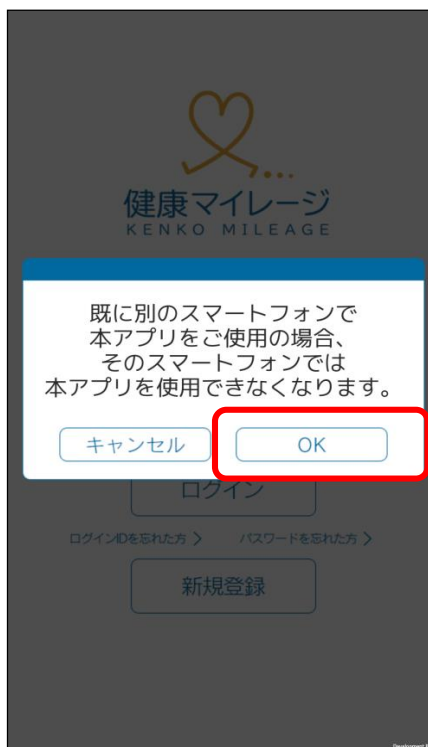 健康マイレージ
KENKO MILEAGE
既に別のスマートフォンで
本アプリをご使用の場合、
そのスマートフォンでは
本アプリを使用できなくなります。
キャンセル
OK
ログイン
ログインIDを忘れた方 >
パスワードを忘れた方 >
新規登録